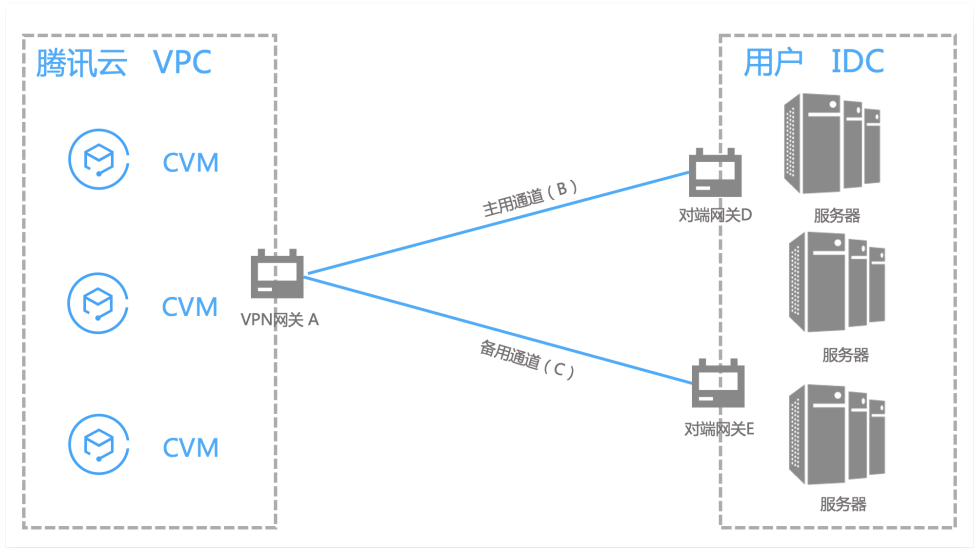 腾讯云 VPC
CVM
CVM
CVM
VPN网关 A
主用通道（B）
备用通道（C）
用户 IDC
对端网关D
对端网关E
服务器
服务器
服务器